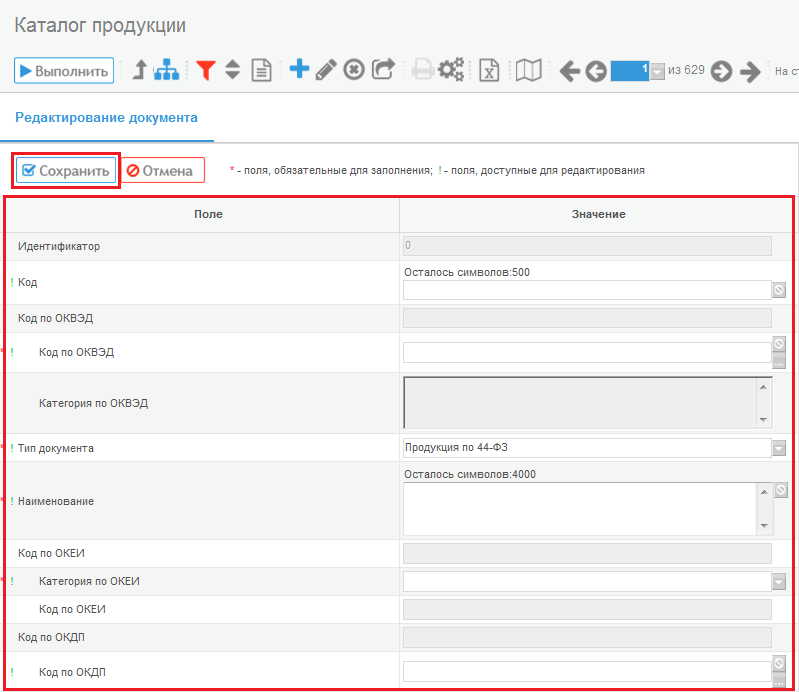 Каталог продукции
Выполнить
1 из 629
На ст
Редактирование документа
Сохранить Отмена * - поля, обязательные для заполнения; ! - поля, доступные для редактирования
Поле Значение
Идентификатор 0
Осталось символов:500
! Код
Код по ОКВЭД
* ! Код по ОКВЭД
...
Категория по ОКВЭД
* ! Тип документа Продукция по 44-ФЗ
Осталось символов:4000
* ! Наименование
Код по ОКЕИ
* ! Категория по ОКЕИ
Код по ОКЕИ
Код по ОКДП
! Код по ОКДП
...